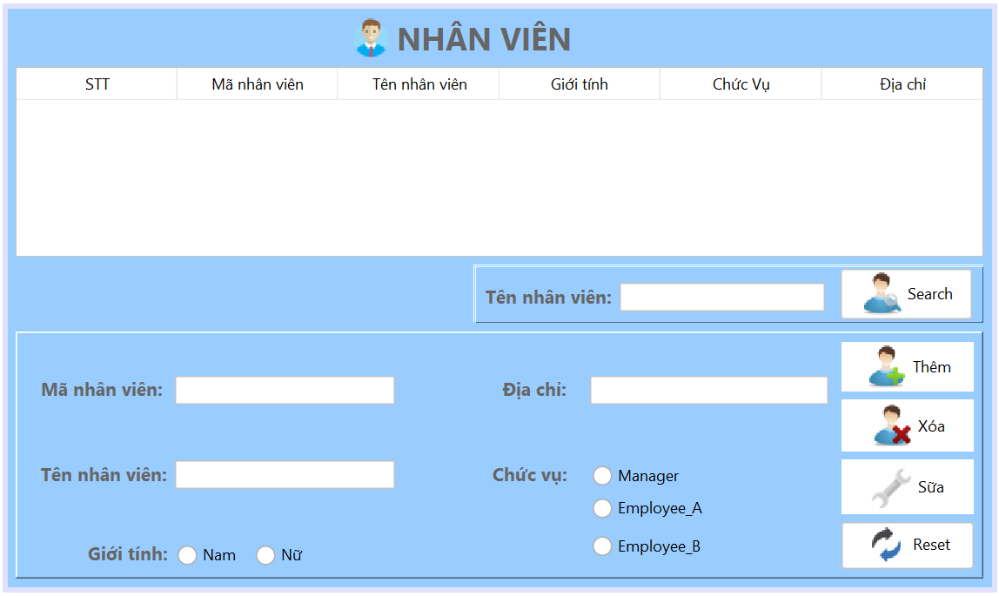 NHÂN VIÊN
STT Mã nhân viên Tên nhân viên Giới tính Chức Vụ Địa chỉ
Tên nhân viên: Search
Thêm
Mã nhân viên: Địa chỉ:
Xóa
Tên nhân viên: Chức vụ: Manager
Sữa
Employee_A
Reset
Employee_B
Giới tính: Nam Nữ